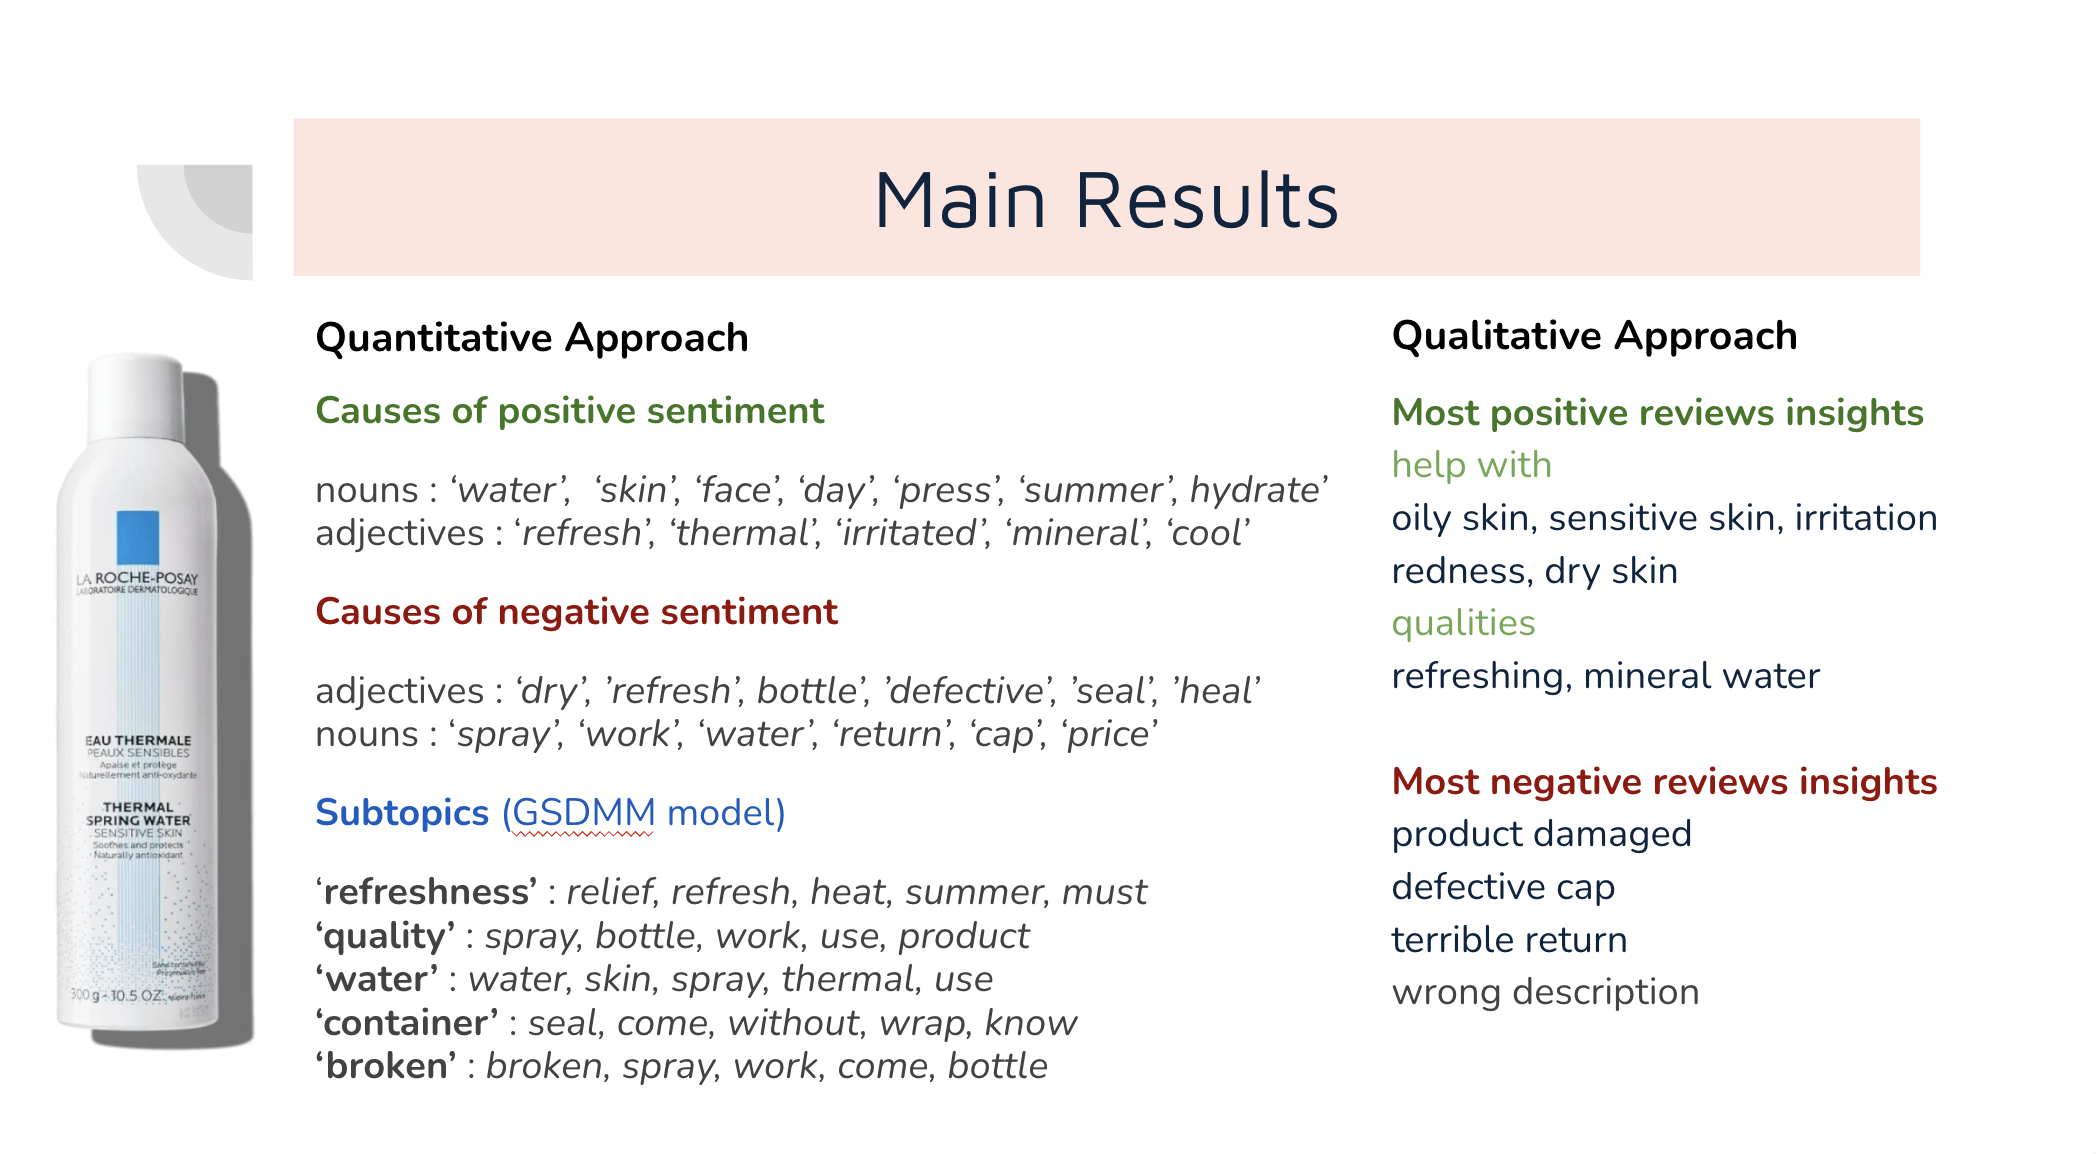 Main Results
Quantitative Approach
Causes of positive sentiment
nouns : ‘water’, ‘skin’, ‘face’, ‘day’, ‘press’, ‘summer’, hydrate’
adjectives : ‘refresh’, ‘thermal’, ‘irritated’, ‘mineral’, ‘cool’
Causes of negative sentiment
adjectives : ‘dry’, ’refresh’, bottle’, ’defective’, ’seal’, ’heal’
nouns : ‘spray’, ‘work’, ‘water’, ‘return’, ‘cap’, ‘price’
Subtopics (GSDMM model)
‘refreshness’ : relief, refresh, heat, summer, must
‘quality’ : spray, bottle, work, use, product
‘water’ : water, skin, spray, thermal, use
‘container’ : seal, come, without, wrap, know
‘broken’ : broken, spray, work, come, bottle
Qualitative Approach
Most positive reviews insights
help with
oily skin, sensitive skin, irritation
redness, dry skin
qualities
refreshing, mineral water
Most negative reviews insights
product damaged
defective cap
terrible return
wrong description
LA ROCHE-POSAY
LABORATOIRE DERMATOLOGIQUE
EAU THERMALE
PEAUX SENSIBLES
Apaise et protège
Naturellement anti-oxydante
THERMAL
SPRING WATER
SENSITIVE SKIN
Soothes and protects
Naturally antioxidant
300 g - 10.5 OZ.